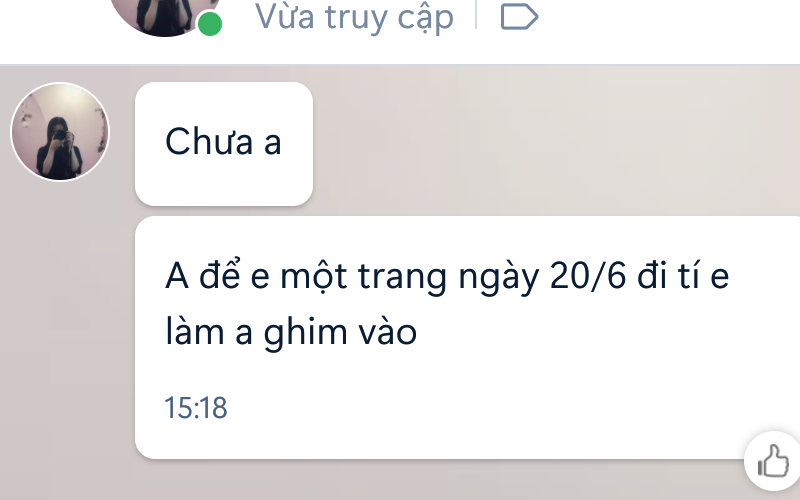 Vừa truy cập
Chưa a
A để e một trang ngày 20/6 đi tí e
làm a ghim vào
15:18